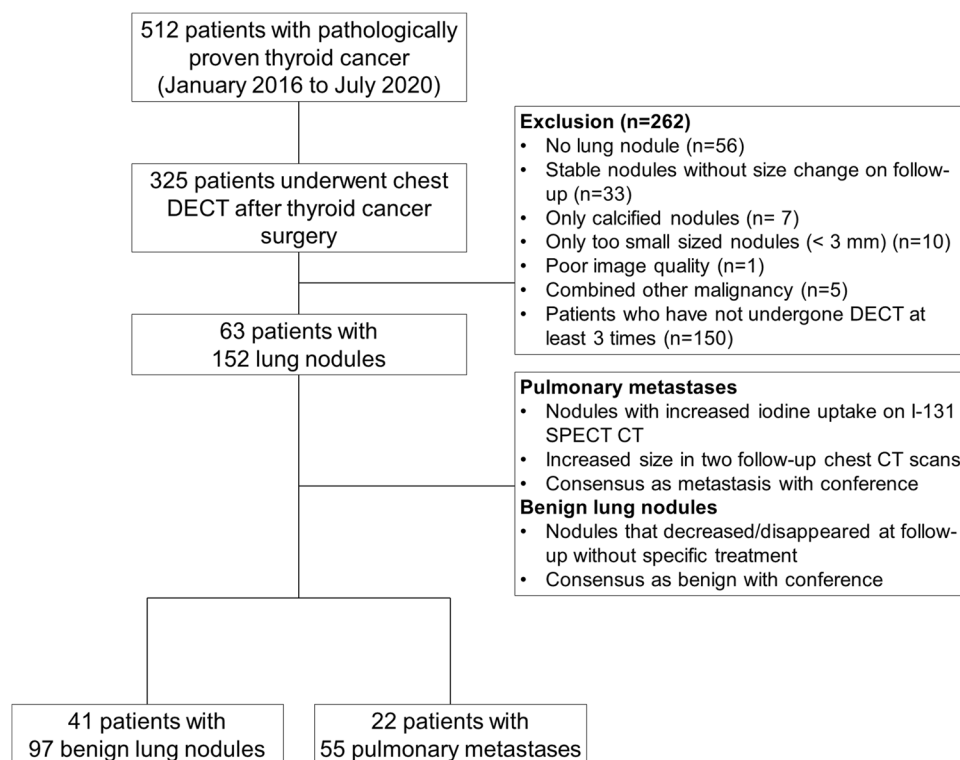 512 patients with pathologically
proven thyroid cancer
(January 2016 to July 2020)
325 patients underwent chest
DECT after thyroid cancer
surgery
Exclusion (n=262)
• No lung nodule (n=56)
• Stable nodules without size change on follow-
up (n=33)
• Only calcified nodules (n= 7)
• Only too small sized nodules (< 3 mm) (n=10)
• Poor image quality (n=1)
• Combined other malignancy (n=5)
• Patients who have not undergone DECT at
least 3 times (n=150)
63 patients with
152 lung nodules
Pulmonary metastases
• Nodules with increased iodine uptake on I-131
SPECT CT
• Increased size in two follow-up chest CT scans
• Consensus as metastasis with conference
Benign lung nodules
• Nodules that decreased/disappeared at follow-
up without specific treatment
• Consensus as benign with conference
41 patients with
97 benign lung nodules
22 patients with
55 pulmonary metastases